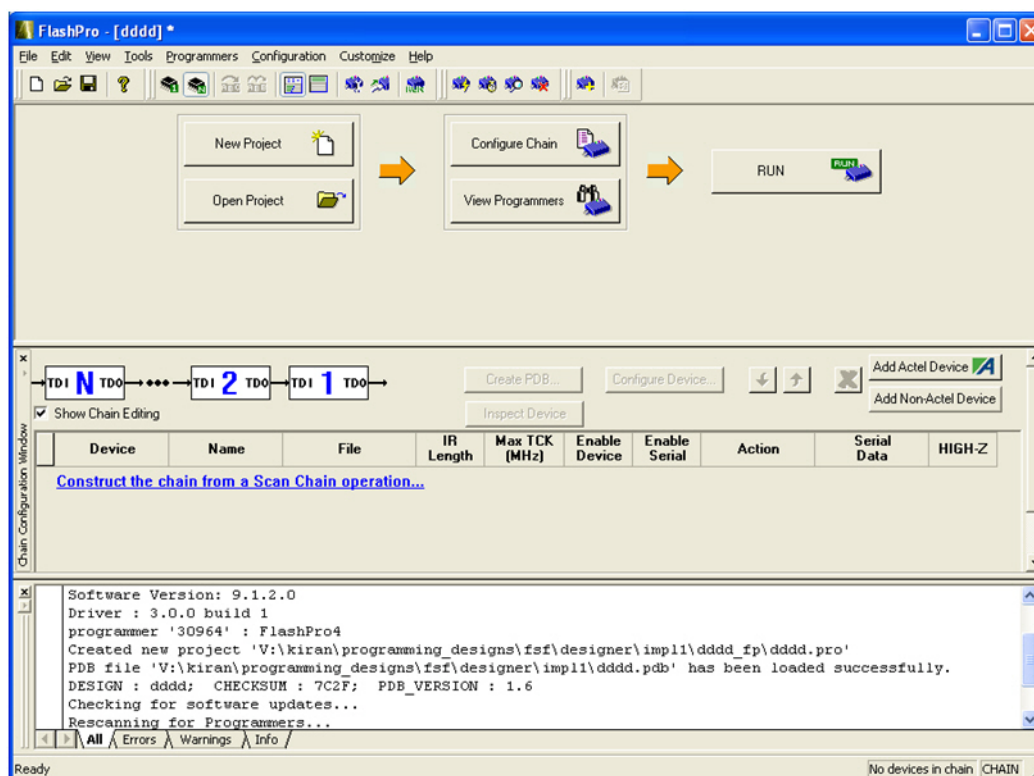 FlashPro - [dddd] *
File Edit View Tools Programmers Configuration Customize Help
New Project
Configure Chain
RUN
RUN
Open Project
View Programmers
TDI N TDO TDI 2 TDO TDI 1 TDO
Create PDB...
Configure Device...
Add Actel Device
Show Chain Editing
Inspect Device
Add Non-Actel Device
Chain Configuration Window
Device Name File IR Length Max TCK (MHz) Enable Device Enable Serial Action Serial Data HIGH-Z
Construct the chain from a Scan Chain operation...
Software Version: 9.1.2.0
Driver : 3.0.0 build 1
programmer '30964' : FlashPro4
Created new project 'V:\kiran\programming_designs\fsf\designer\impl1\dddd_fp\dddd.pro'
PDB file 'V:\kiran\programming_designs\fsf\designer\impl1\dddd.pdb' has been loaded successfully.
DESIGN : dddd; CHECKSUM : 7C2F; PDB_VERSION : 1.6
Checking for software updates...
Rescanning for Programmers...
All Errors Warnings Info
Ready
No devices in chain CHAIN